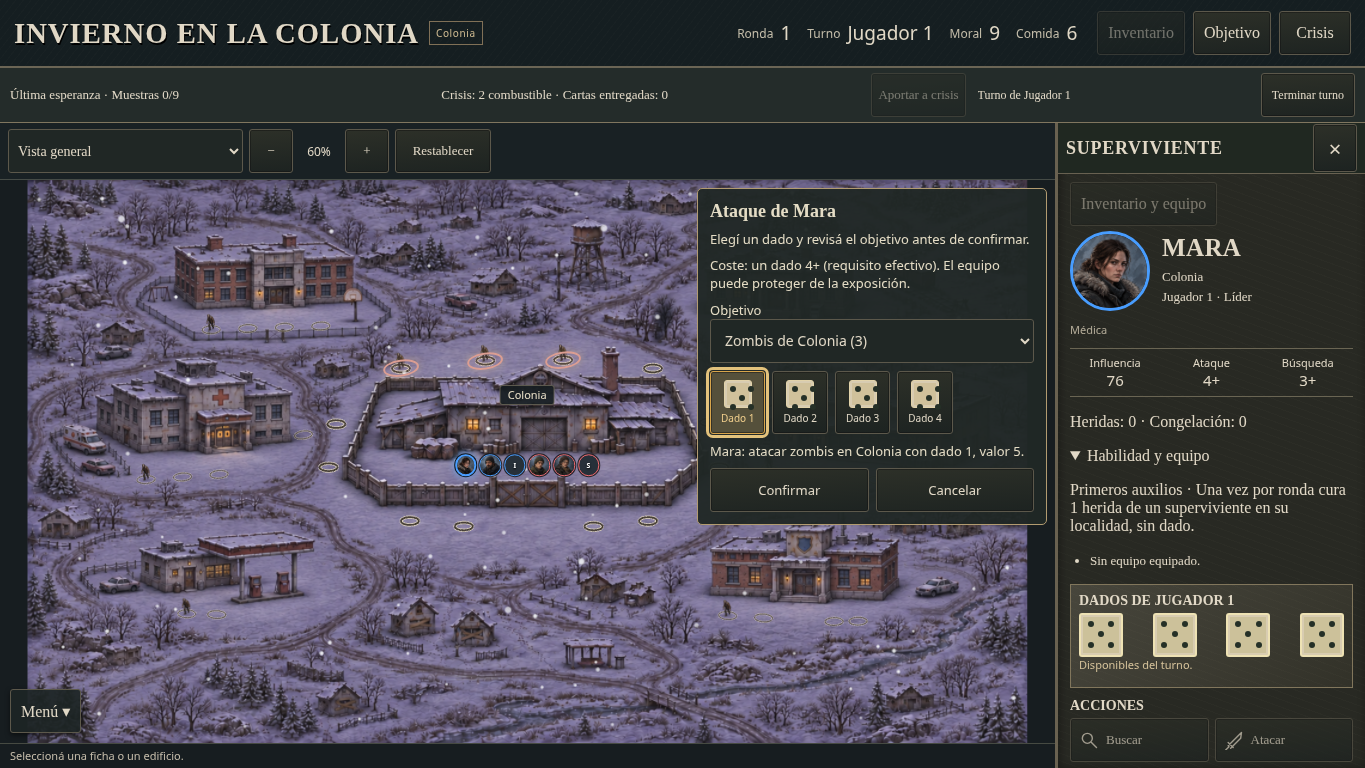 INVIERNO EN LA COLONIA
Colonia
Ronda 1 Turno Jugador 1 Moral 9 Comida 6
Inventario
Objetivo
Crisis
Última esperanza · Muestras 0/9
Crisis: 2 combustible · Cartas entregadas: 0
Aportar a crisis
Turno de Jugador 1
Terminar turno
Vista general
−
60%
+
Restablecer
Colonia
I
S
Ataque de Mara
Elegí un dado y revisá el objetivo antes de confirmar.
Coste: un dado 4+ (requisito efectivo). El equipo
puede proteger de la exposición.
Objetivo
Zombis de Colonia (3)
Dado 1
Dado 2
Dado 3
Dado 4
Mara: atacar zombis en Colonia con dado 1, valor 5.
Confirmar
Cancelar
Menú ▾
Seleccioná una ficha o un edificio.
SUPERVIVIENTE
✕
Inventario y equipo
MARA
Colonia
Jugador 1 · Líder
Médica
Influencia
Ataque
Búsqueda
76
4+
3+
Heridas: 0 · Congelación: 0
▼ Habilidad y equipo
Primeros auxilios · Una vez por ronda cura
1 herida de un superviviente en su
localidad, sin dado.
• Sin equipo equipado.
DADOS DE JUGADOR 1
Disponibles del turno.
ACCIONES
Buscar
Atacar